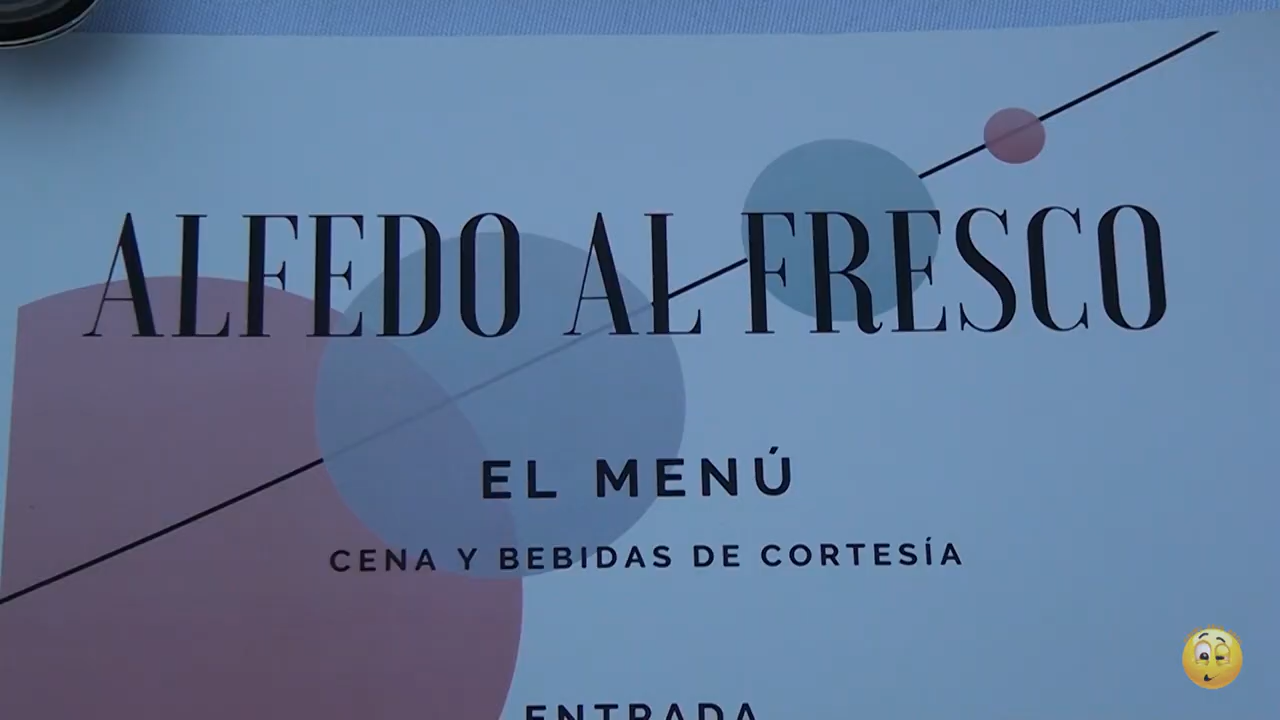 ALFEDO AL FRESCO
EL MENÚ
CENA Y BEBIDAS DE CORTESÍA
ENTRADA